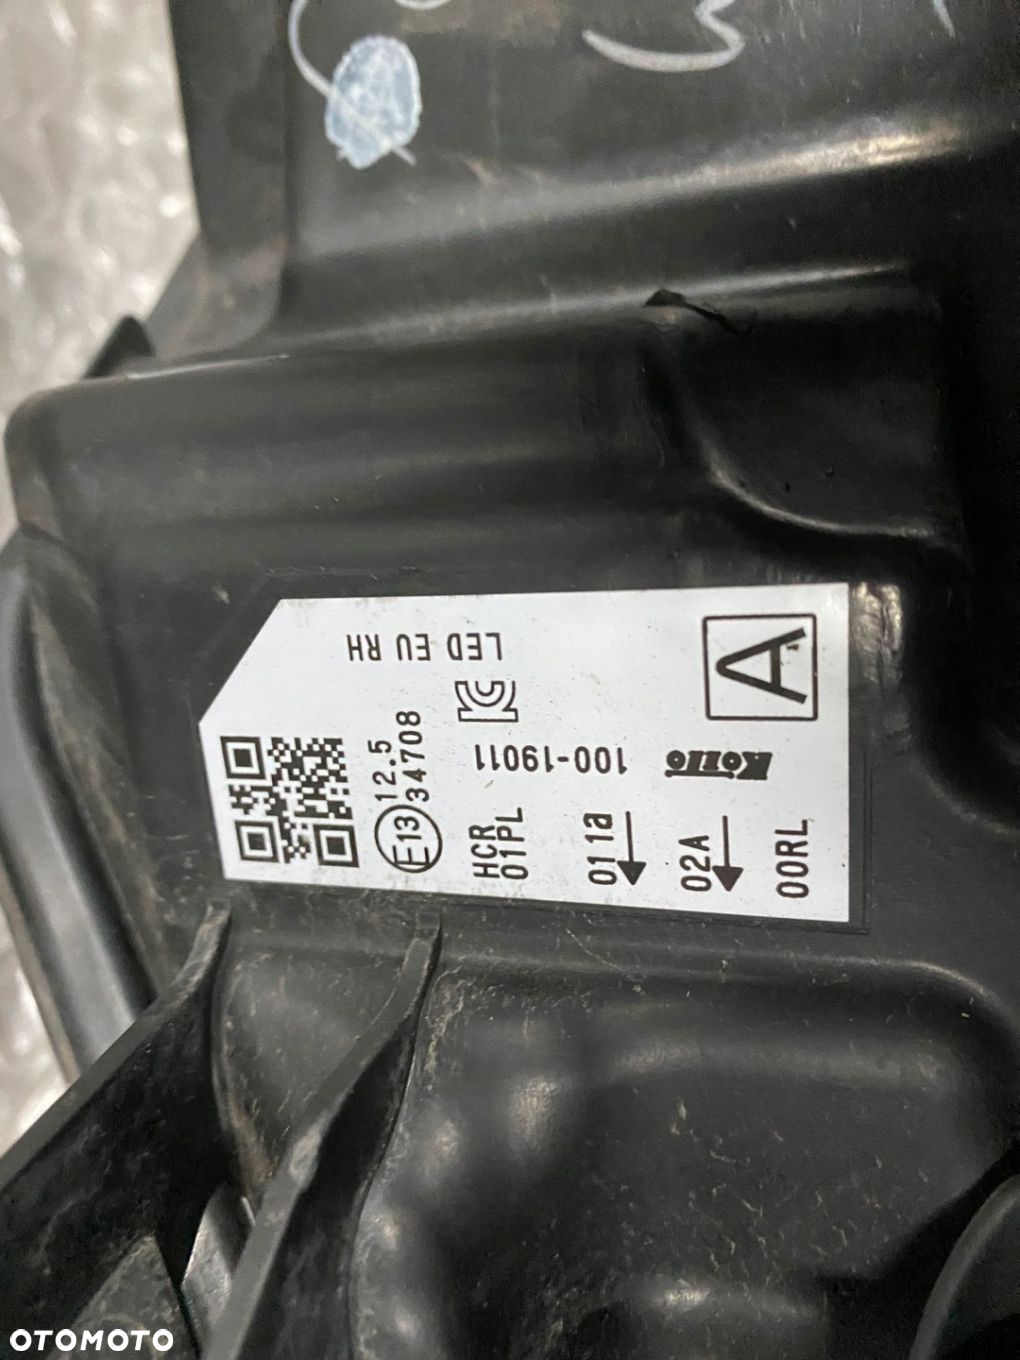 LED EU RH
E13
12.5
34708
HCR
01PL
100-19011
01 1a
02A
00RL
Koito
A
OTOMOTO